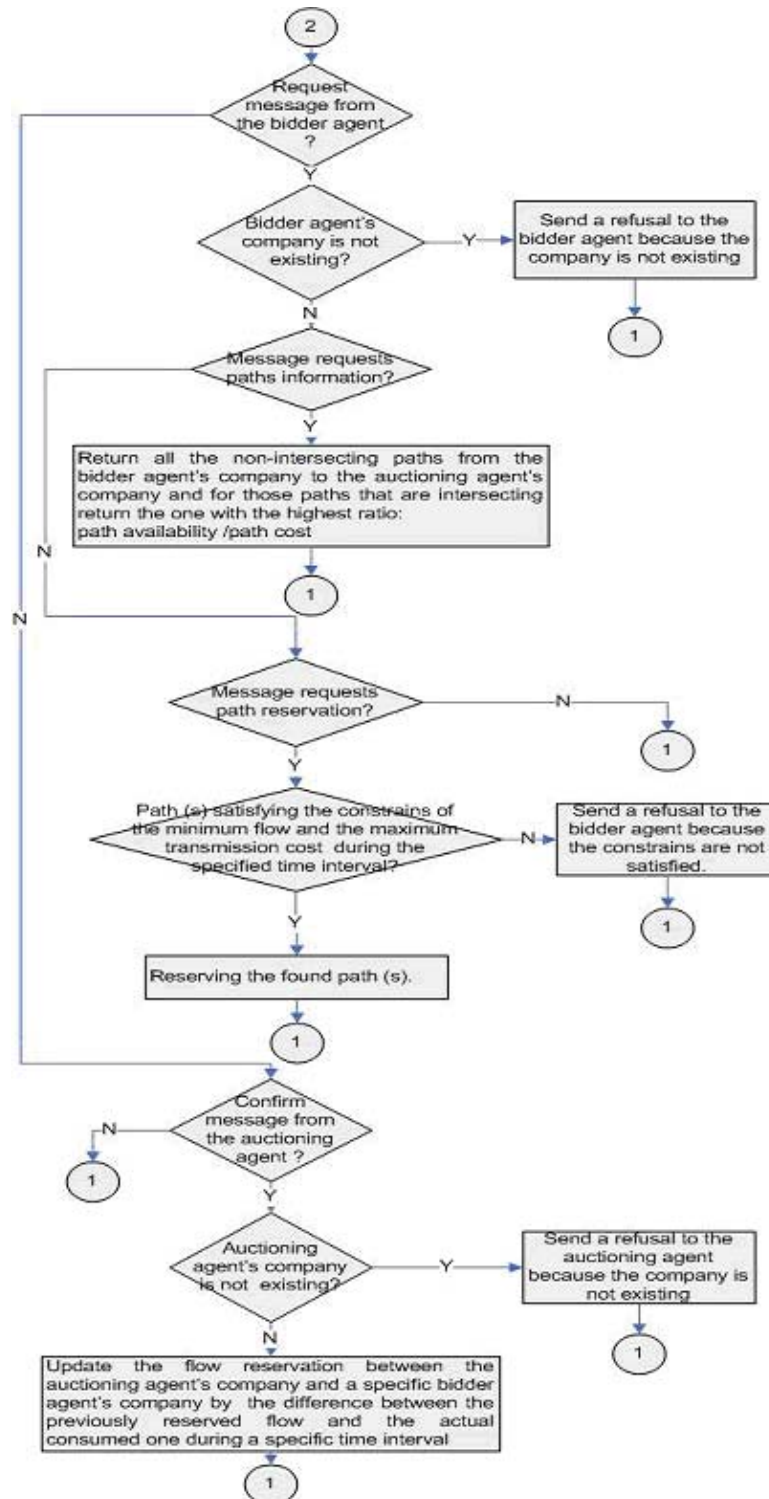 2
Request
message from
the bidder agent
?
Y
Bidder agent's
company is not
existing?
Y
Send a refusal to the
bidder agent because the
company is not existing
1
N
Message requests
paths information?
Y
Return all the non-intersecting paths from the
bidder agent's company to the auctioning agent's
company and for those paths that are intersecting
return the one with the highest ratio:
path availability /path cost
N
1
N
Message requests
path reservation?
N
1
Y
Path (s) satisfying the constrains of
the minimum flow and the maximum
transmission cost during the
specified time interval?
N
Send a refusal to the
bidder agent because
the constrains are not
satisfied.
1
Y
Reserving the found path (s).
1
Confirm
message from
the auctioning
agent ?
N
1
Y
Auctioning
agent's company
is not existing?
Y
Send a refusal to the
auctioning agent
because the company is
not existing
1
N
Update the flow reservation between the
auctioning agent's company and a specific bidder
agent's company by the difference between the
previously reserved flow and the actual
consumed one during a specific time interval
1